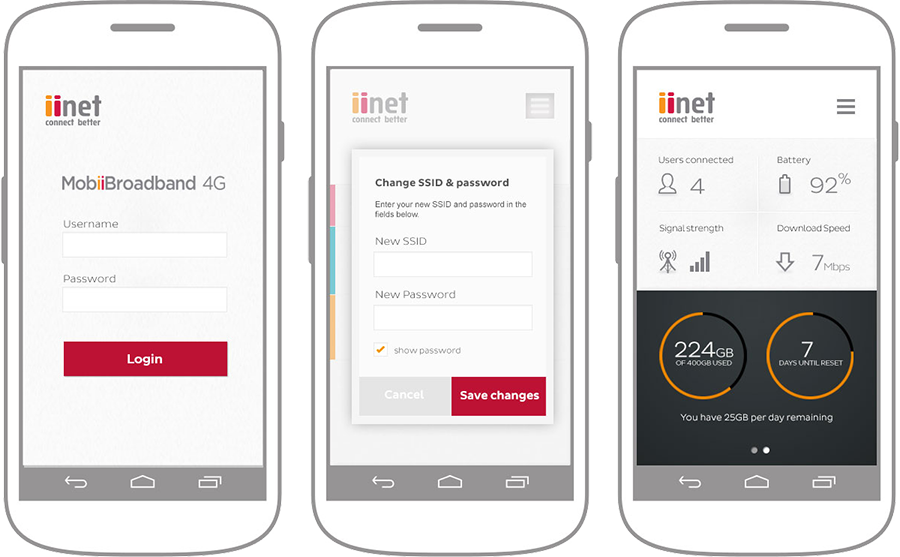 iinet
connect better
MobiiBroadband 4G
Username
Password
Login
iinet
connect better
Change SSID & password
Enter your new SSID and password in the
fields below.
New SSID
New Password
show password
Cancel
Save changes
iinet
connect better
Users connected
4
Battery
92%
Signal strength
Download Speed
7Mbps
224GB
OF 400GB USED
7
DAYS UNTIL RESET
You have 25GB per day remaining